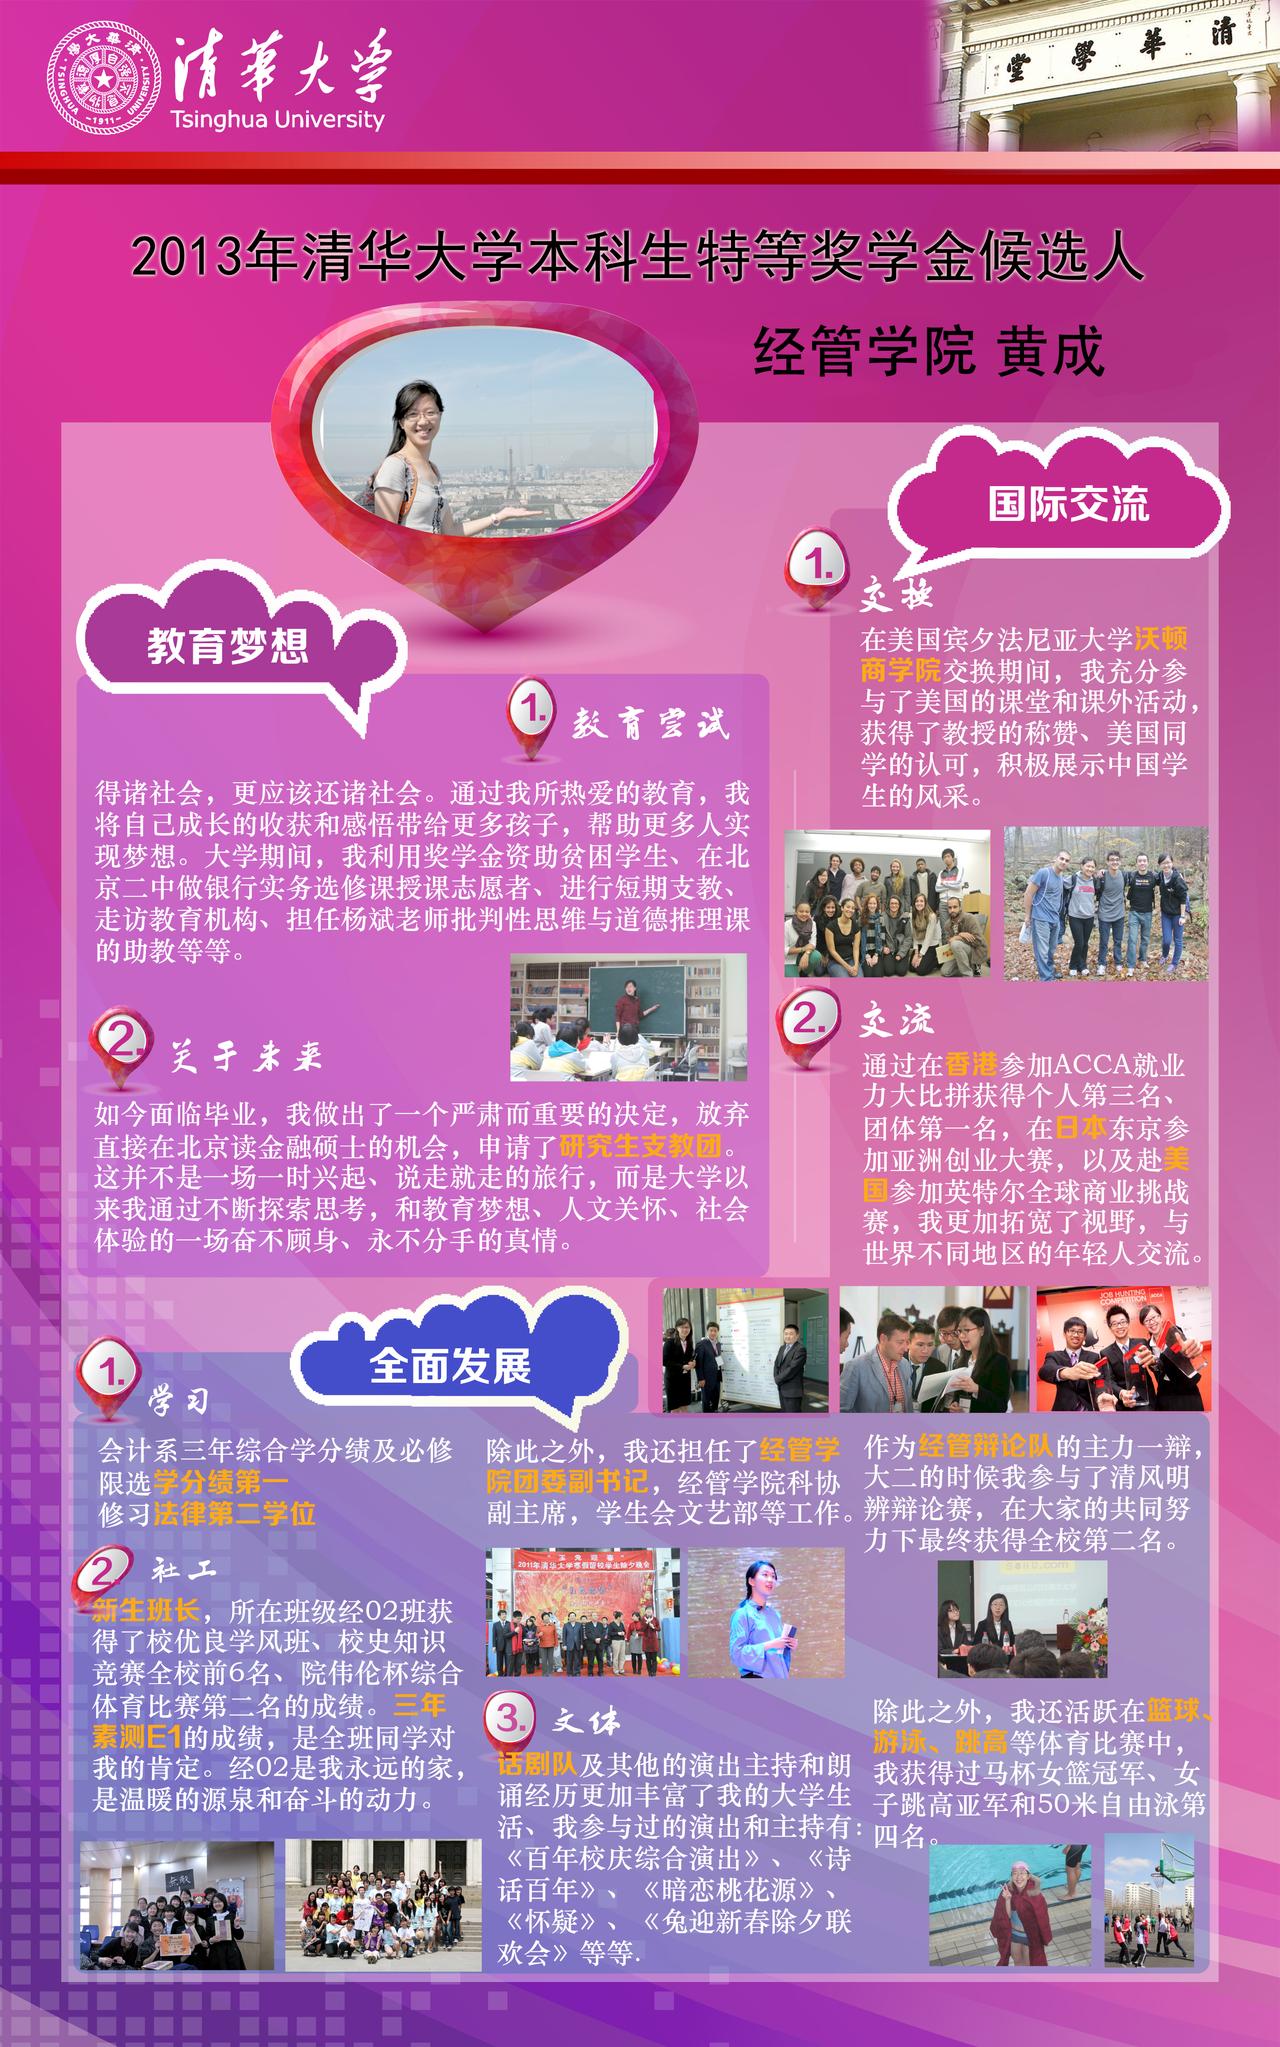 清华大学
Tsinghua University
TSINGHUA UNIVERSITY
-1911-
清華學堂
2013年清华大学本科生特等奖学金候选人
经管学院 黄成
教育梦想
1.
教育尝试
得诸社会，更应该还诸社会。通过我所热爱的教育，我
将自己成长的收获和感悟带给更多孩子，帮助更多人实
现梦想。大学期间，我利用奖学金资助贫困学生、在北
京二中做银行实务选修课授课志愿者、进行短期支教、
走访教育机构、担任杨斌老师批判性思维与道德推理课
的助教等等。
2.
关于未来
如今面临毕业，我做出了一个严肃而重要的决定，放弃
直接在北京读金融硕士的机会，申请了研究生支教团。
这并不是一场一时兴起、说走就走的旅行，而是大学以
来我通过不断探索思考，和教育梦想、人文关怀、社会
体验的一场奋不顾身、永不分手的真情。
国际交流
1.
交换
在美国宾夕法尼亚大学沃顿
商学院交换期间，我充分参
与了美国的课堂和课外活动，
获得了教授的称赞、美国同
学的认可，积极展示中国学
生的风采。
2.
交流
通过在香港参加ACCA就业
力大比拼获得个人第三名、
团体第一名，在日本东京参
加亚洲创业大赛，以及赴美
国参加英特尔全球商业挑战
赛，我更加拓宽了视野，与
世界不同地区的年轻人交流。
JOB HUNTING
COMPETITION
ACCA
全面发展
1.
学习
会计系三年综合学分绩及必修
限选学分绩第一
修习法律第二学位
2.
社工
新生班长，所在班级经02班获
得了校优良学风班、校史知识
竞赛全校前6名、院伟伦杯综合
体育比赛第二名的成绩。三年
素测E1的成绩，是全班同学对
我的肯定。经02是我永远的家，
是温暖的源泉和奋斗的动力。
除此之外，我还担任了经管学
院团委副书记，经管学院科协
副主席，学生会文艺部等工作。
玉兔迎春
2011年清华大学寒假留校学生除夕晚会
3.
文体
话剧队及其他的演出主持和朗
诵经历更加丰富了我的大学生
活、我参与过的演出和主持有：
《百年校庆综合演出》、《诗
话百年》、《暗恋桃花源》、
《怀疑》、《兔迎新春除夕联
欢会》等等.
作为经管辩论队的主力一辩，
大二的时候我参与了清风明
辨辩论赛，在大家的共同努
力下最终获得全校第二名。
除此之外，我还活跃在篮球、
游泳、跳高等体育比赛中，
我获得过马杯女篮冠军、女
子跳高亚军和50米自由泳第
四名。